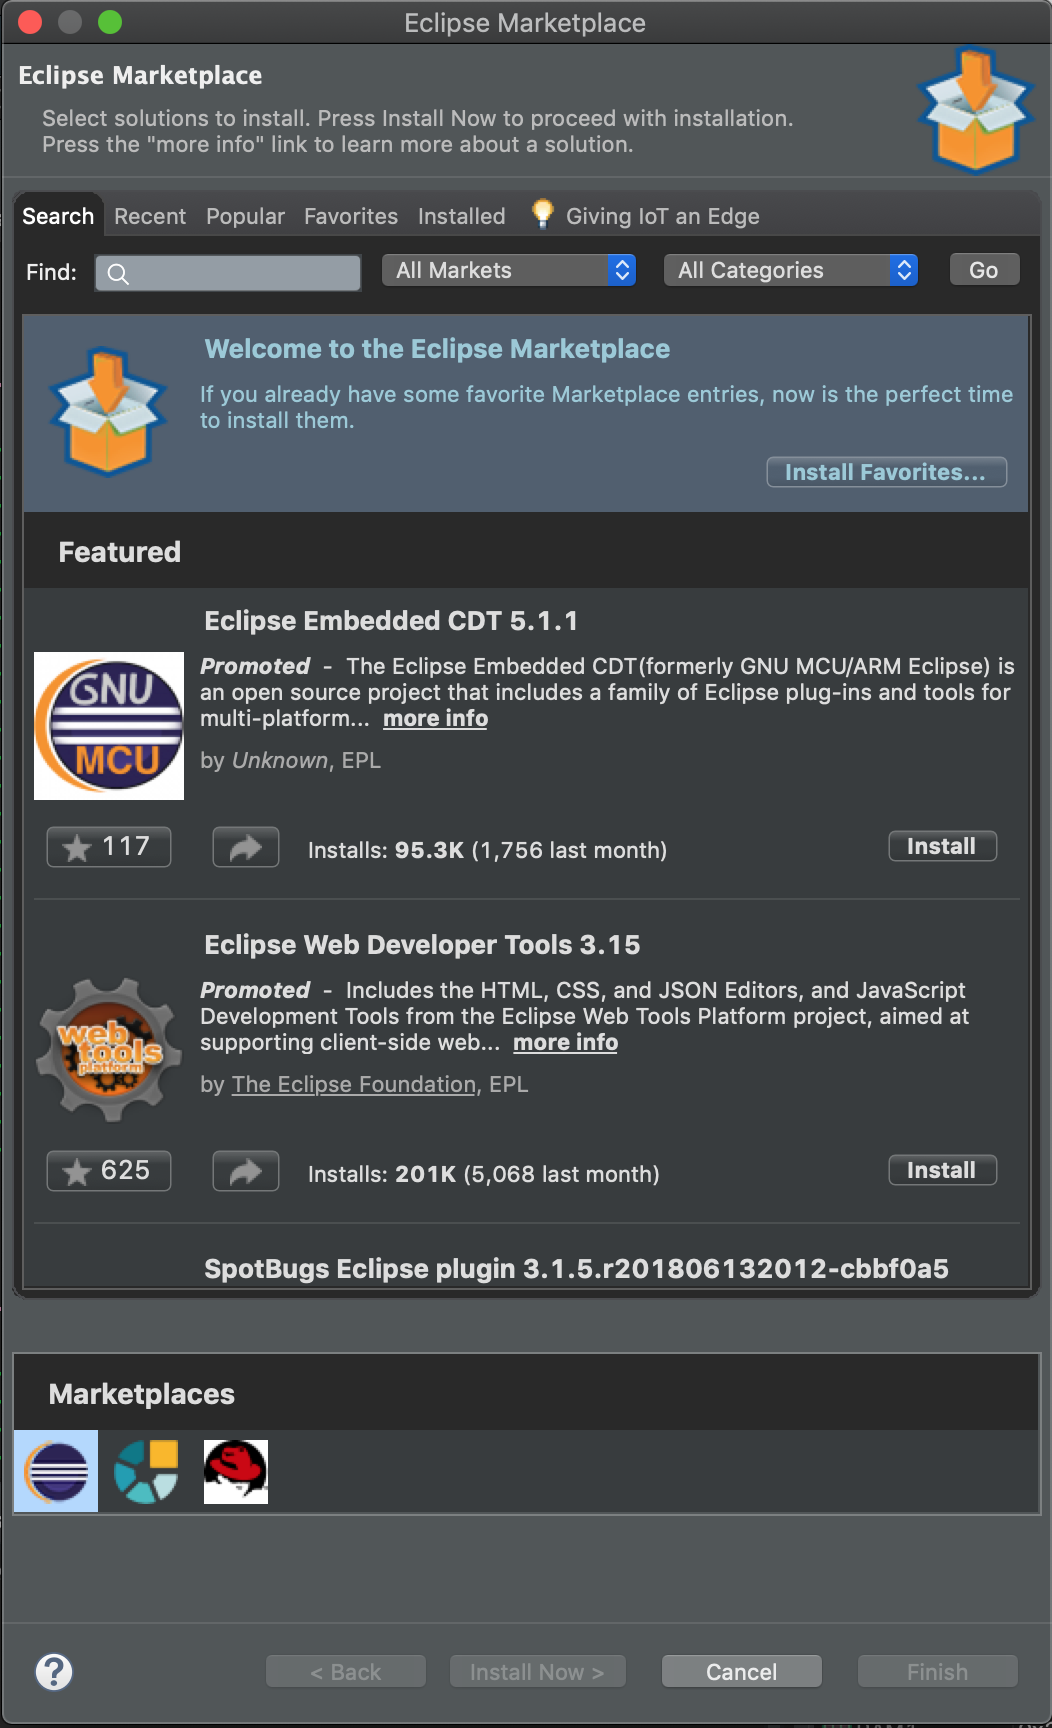 Eclipse Marketplace
Eclipse Marketplace
Select solutions to install. Press Install Now to proceed with installation.
Press the "more info" link to learn more about a solution.
Search Recent Popular Favorites Installed Giving IoT an Edge
Find: All Markets All Categories Go
Welcome to the Eclipse Marketplace
If you already have some favorite Marketplace entries, now is the perfect time
to install them.
Install Favorites...
Featured
Eclipse Embedded CDT 5.1.1
GNU
MCU
Promoted - The Eclipse Embedded CDT(formerly GNU MCU/ARM Eclipse) is
an open source project that includes a family of Eclipse plug-ins and tools for
multi-platform... more info
by Unknown, EPL
117 Installs: 95.3K (1,756 last month) Install
Eclipse Web Developer Tools 3.15
web
tools
platform
Promoted - Includes the HTML, CSS, and JSON Editors, and JavaScript
Development Tools from the Eclipse Web Tools Platform project, aimed at
supporting client-side web... more info
by The Eclipse Foundation, EPL
625 Installs: 201K (5,068 last month) Install
SpotBugs Eclipse plugin 3.1.5.r201806132012-cbbf0a5
Marketplaces
? < Back Install Now > Cancel Finish